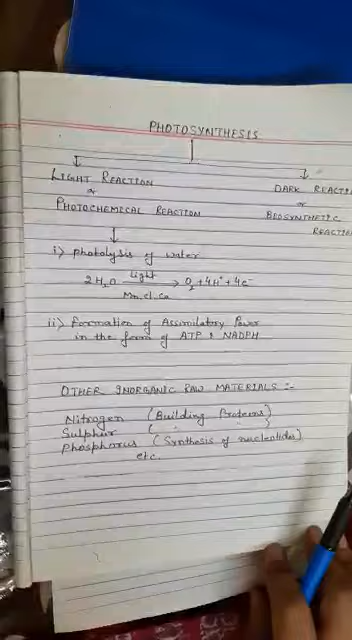 PHOTOSYNTHESIS
LIGHT REACTION
or
PHOTOCHEMICAL REACTION
DARK REACTI
or
BIOSYNTHETIC
REACTION
i) photolysis of water
2H₂O light → O₂ + 4H⁺ + 4e⁻
Mn, Cl, Ca
ii) Formation of Assimilatory Power
in the form of ATP & NADPH
OTHER INORGANIC RAW MATERIALS :-
Nitrogen (Building Proteins)
Sulphur ( " )
Phosphorus (Synthesis of nucleotides)
etc.